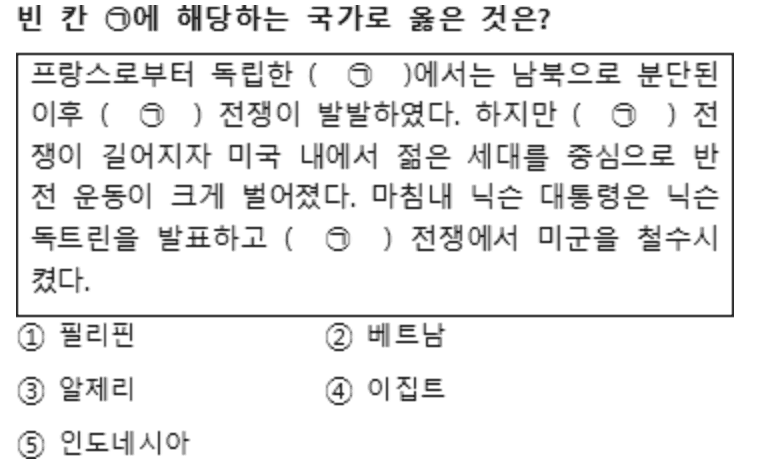 빈 칸 ㉠에 해당하는 국가로 옳은 것은?
프랑스로부터 독립한 ( ㉠ )에서는 남북으로 분단된
이후 ( ㉠ ) 전쟁이 발발하였다. 하지만 ( ㉠ ) 전
쟁이 길어지자 미국 내에서 젊은 세대를 중심으로 반
전 운동이 크게 벌어졌다. 마침내 닉슨 대통령은 닉슨
독트린을 발표하고 ( ㉠ ) 전쟁에서 미군을 철수시
켰다.
① 필리핀 ② 베트남
③ 알제리 ④ 이집트
⑤ 인도네시아